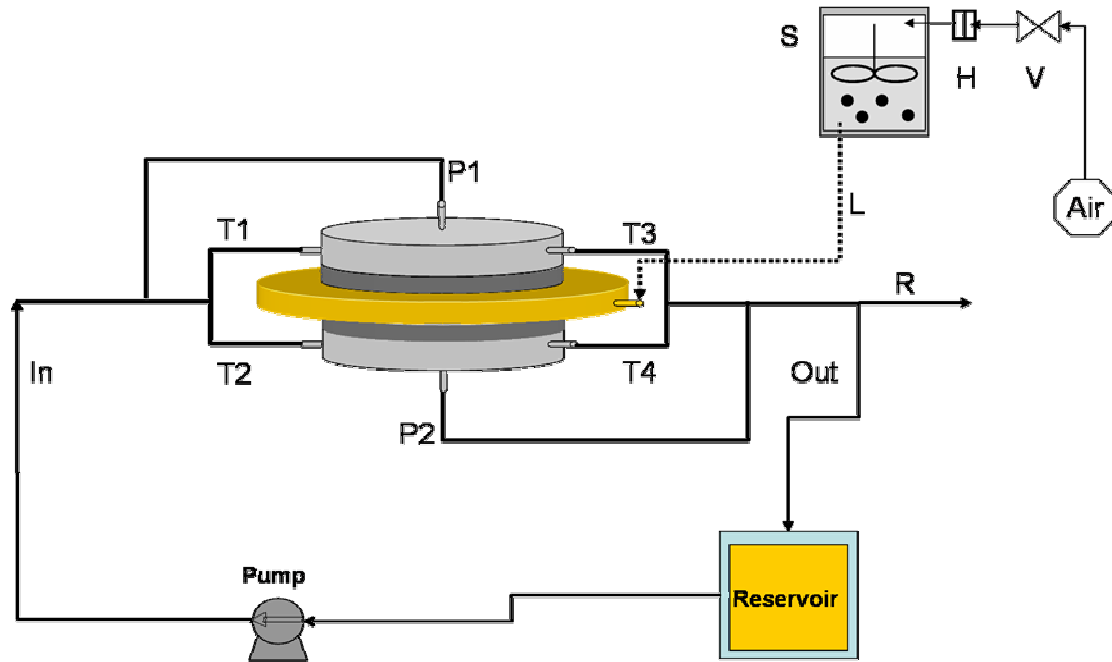 S
H
V
P1
Air
T1
T3
L
R
In
T2
T4
Out
P2
Pump
Reservoir